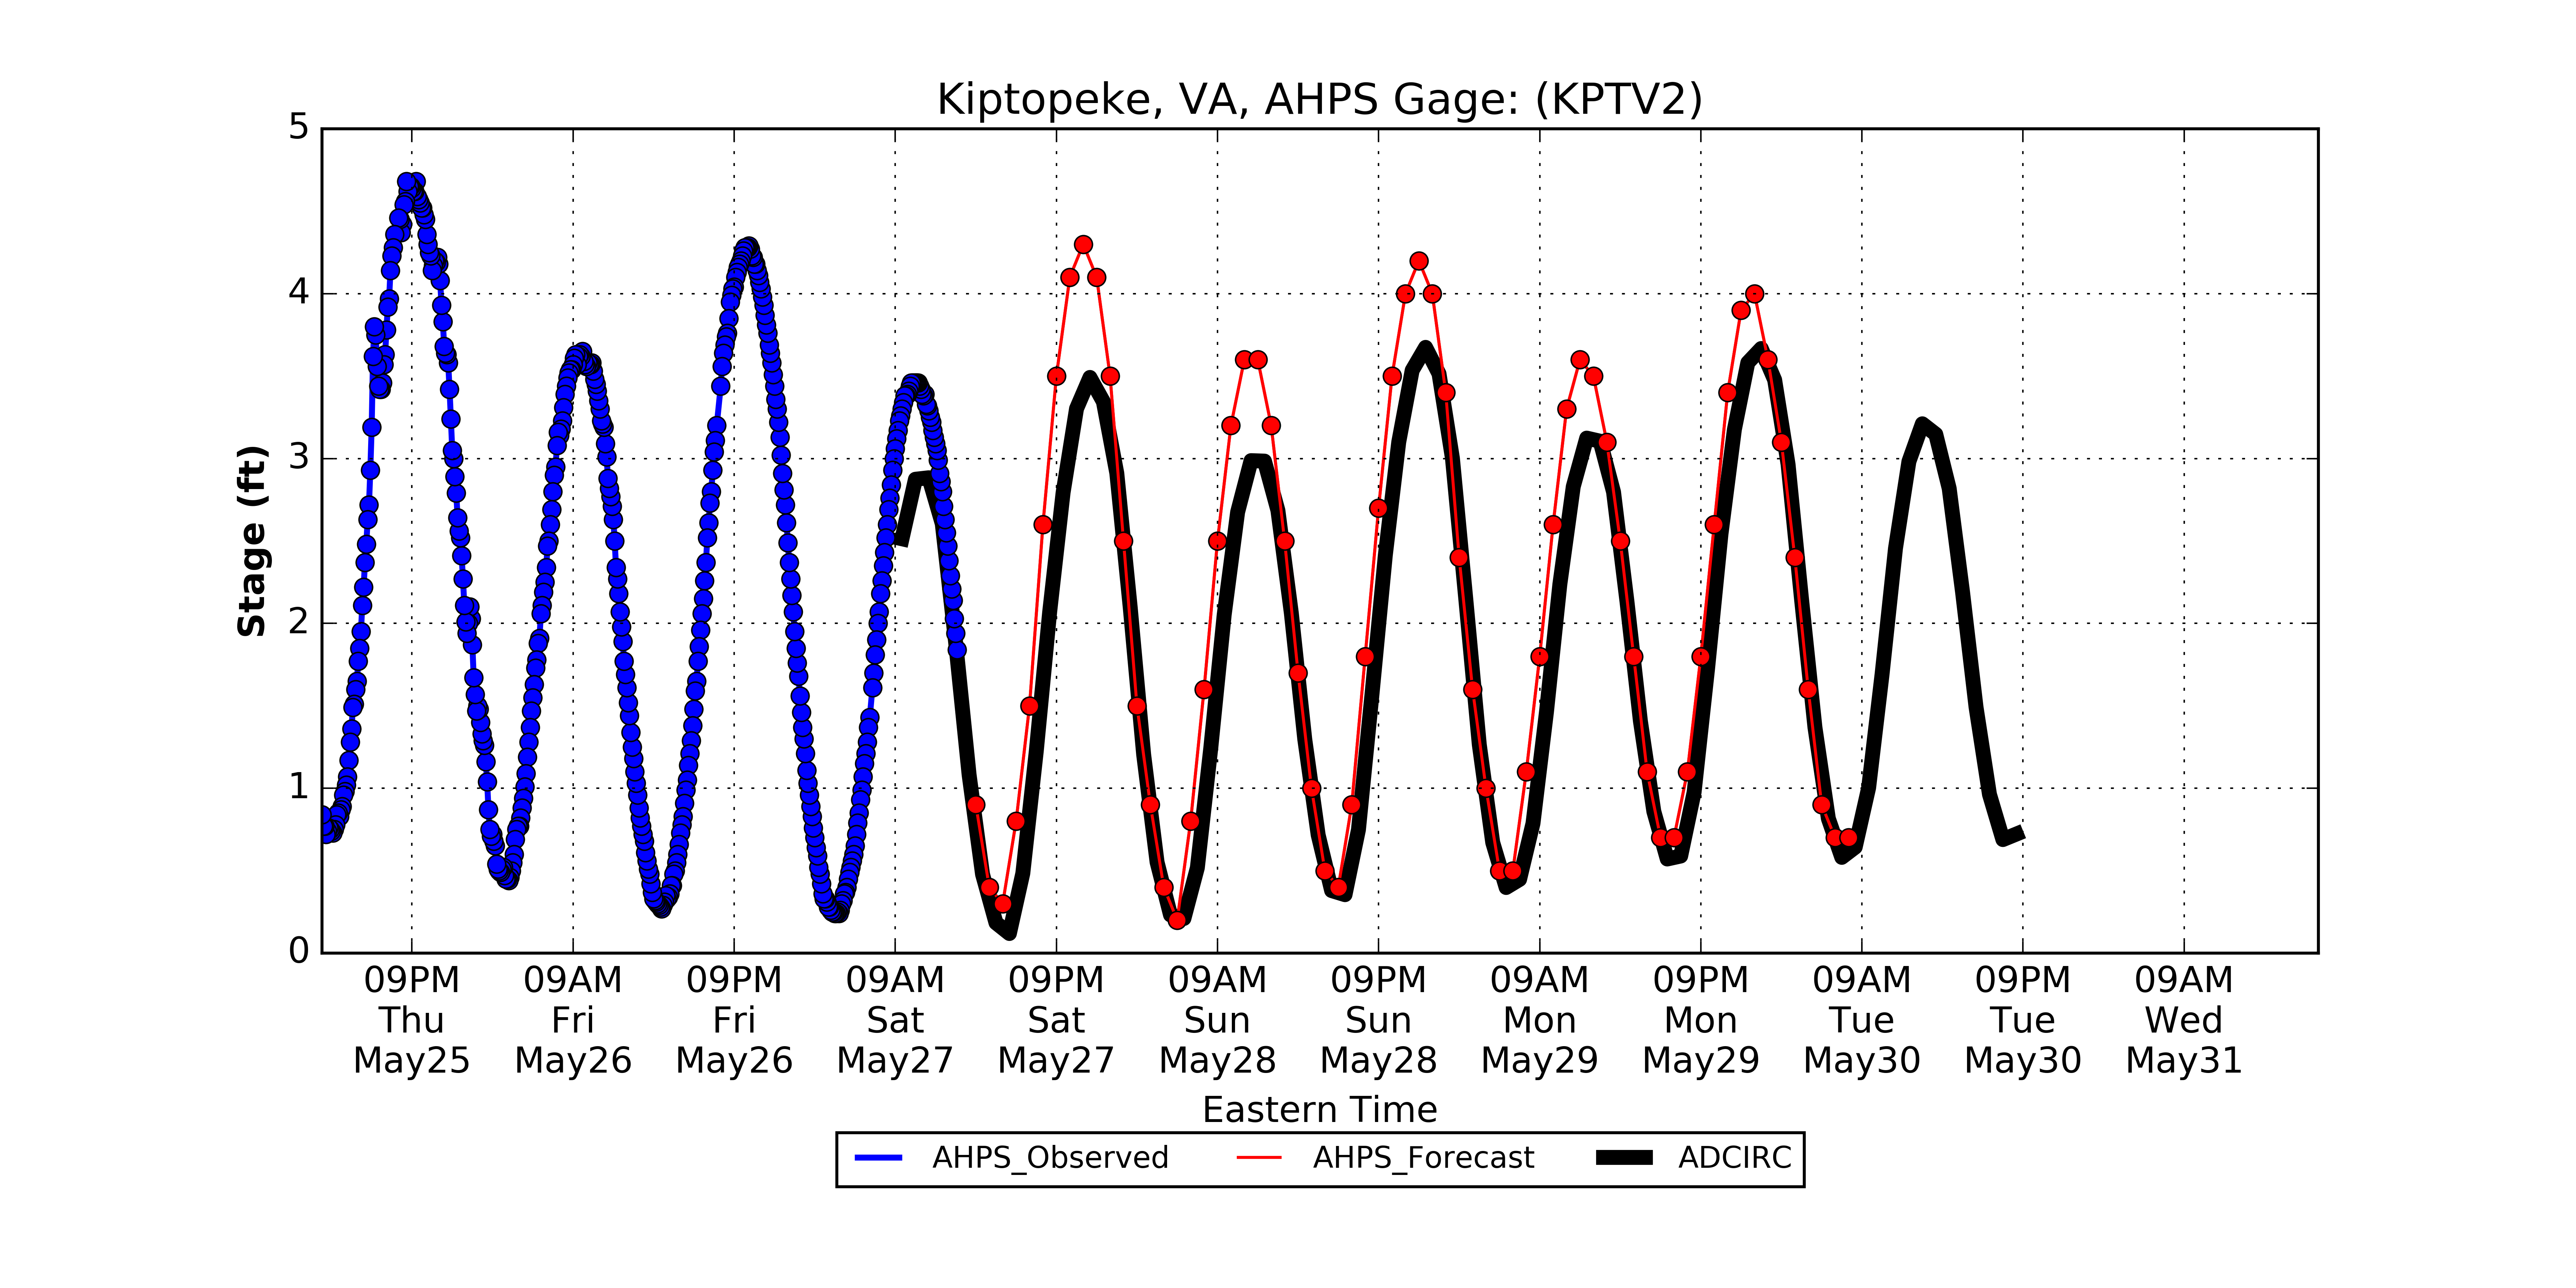 Kiptopeke, VA, AHPS Gage: (KPTV2)
5
4
3
2
1
0
Stage (ft)
09PM 09AM 09PM 09AM 09PM 09AM 09PM 09AM 09PM 09AM 09PM 09AM
Thu Fri Fri Sat Sat Sun Sun Mon Mon Tue Tue Wed
May25 May26 May26 May27 May27 May28 May28 May29 May29 May30 May30 May31
Eastern Time
AHPS_Observed AHPS_Forecast ADCIRC